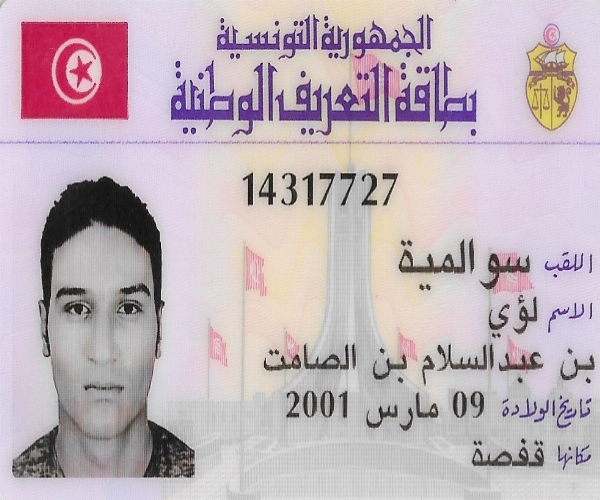 الجمهورية التونسية
بطاقة التعريف الوطنية
14317727
اللقب سوالمية
الاسم لؤي
بن عبدالسلام بن الصامت
تاريخ الولادة 09 مارس 2001
مكانها قفصة